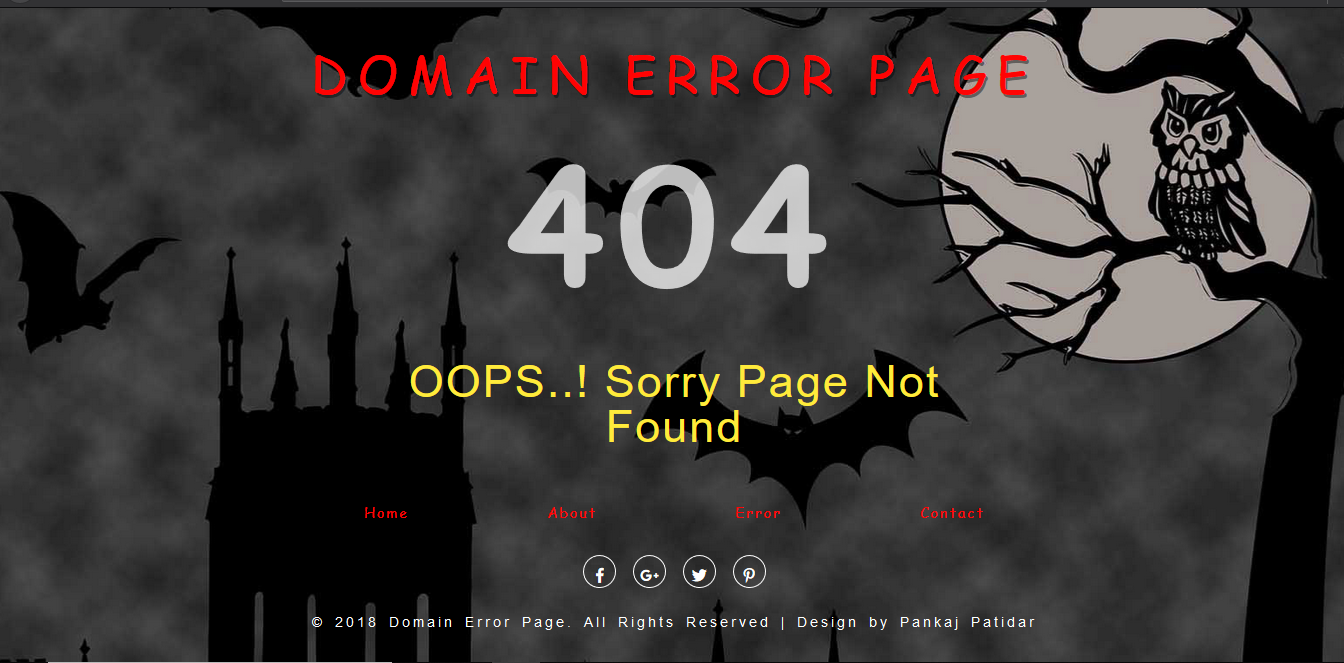 DOMAIN ERROR PAGE
404
OOPS..! Sorry Page Not
Found
Home About Error Contact
f G+ 
© 2018 Domain Error Page. All Rights Reserved | Design by Pankaj Patidar